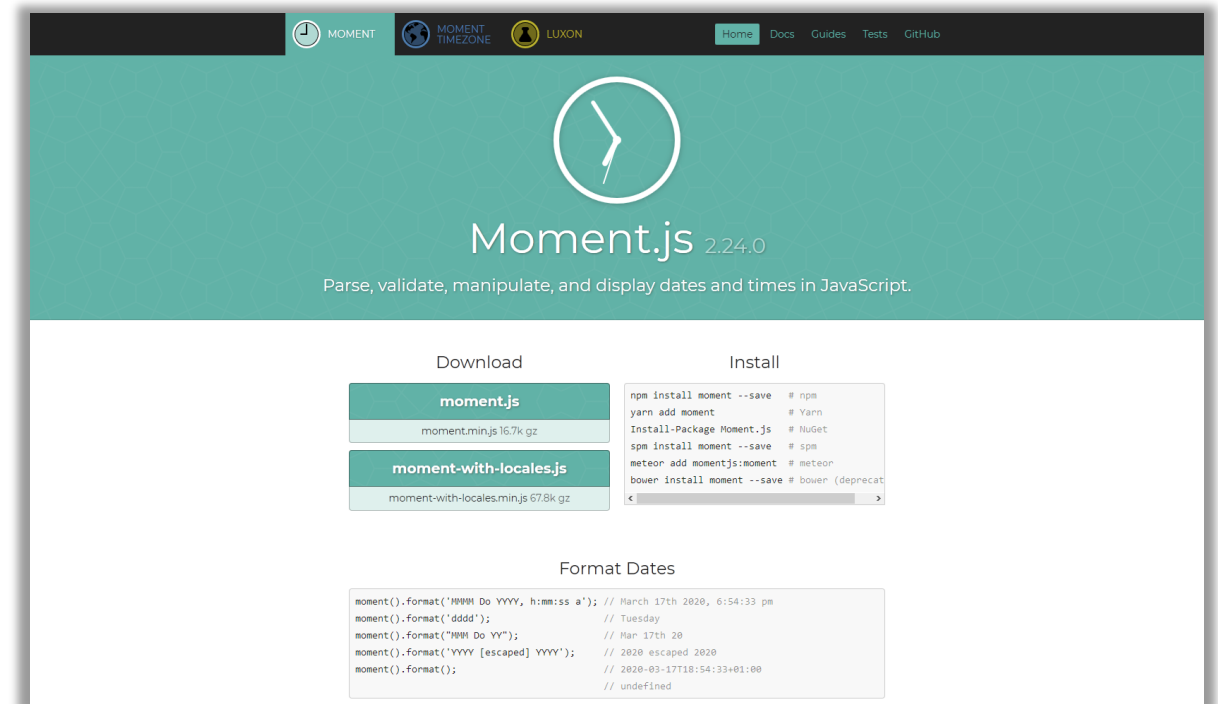 MOMENT
MOMENT
TIMEZONE
LUXON
Home Docs Guides Tests GitHub
Moment.js 2.24.0
Parse, validate, manipulate, and display dates and times in JavaScript.
Download
moment.js
moment.min.js 16.7k gz
moment-with-locales.js
moment-with-locales.min.js 67.8k gz
Install
npm install moment --save # npm
yarn add moment # Yarn
Install-Package Moment.js # NuGet
spm install moment --save # spm
meteor add momentjs:moment # meteor
bower install moment --save # bower (deprecat
Format Dates
moment().format('MMMM Do YYYY, h:mm:ss a'); // March 17th 2020, 6:54:33 pm
moment().format('dddd'); // Tuesday
moment().format("MMM Do YY"); // Mar 17th 20
moment().format('YYYY [escaped] YYYY'); // 2020 escaped 2020
moment().format(); // 2020-03-17T18:54:33+01:00
// undefined